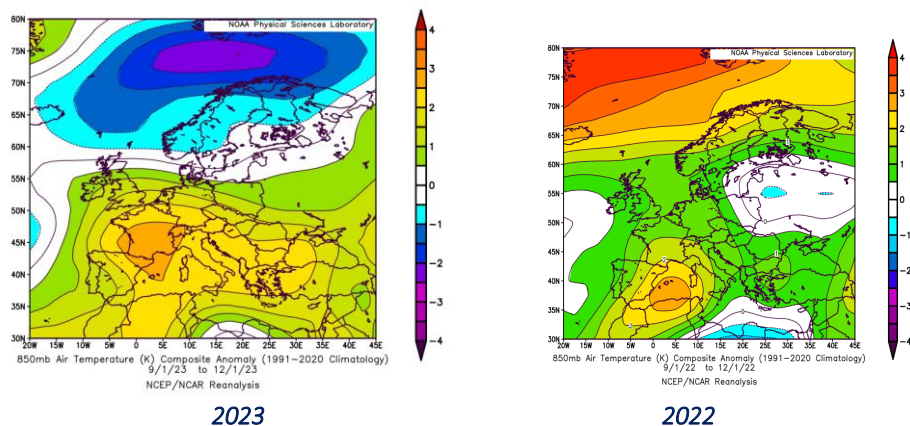 NOAA Physical Sciences Laboratory
80N
75N
70N
65N
60N
55N
50N
45N
40N
35N
30N
20W 15W 10W 5W 0 5E 10E 15E 20E 25E 30E 35E 40E 45E
4
3
2
1
0
−1
−2
−3
−4
850mb Air Temperature (K) Composite Anomaly (1991−2020 Climatology)
9/1/23 to 12/1/23
NCEP/NCAR Reanalysis
2023
NOAA Physical Sciences Laboratory
80N
75N
70N
65N
60N
55N
50N
45N
40N
35N
30N
20W 15W 10W 5W 0 5E 10E 15E 20E 25E 30E 35E 40E 45E
4
3
2
1
0
−1
−2
−3
−4
850mb Air Temperature (K) Composite Anomaly (1991−2020 Climatology)
9/1/22 to 12/1/22
NCEP/NCAR Reanalysis
2022